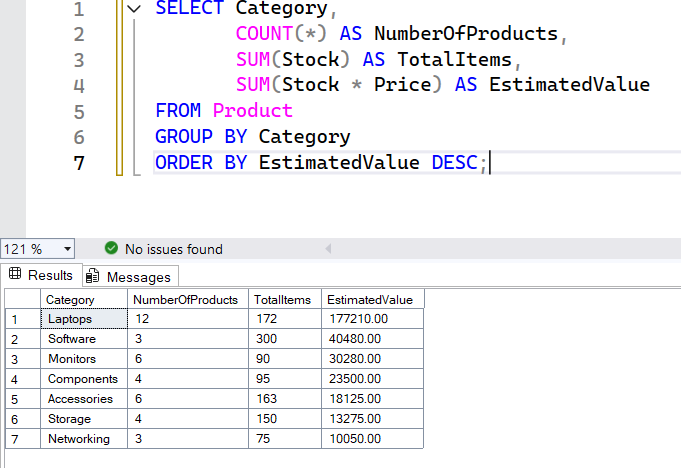 1 SELECT Category,
2 COUNT(*) AS NumberOfProducts,
3 SUM(Stock) AS TotalItems,
4 SUM(Stock * Price) AS EstimatedValue
5 FROM Product
6 GROUP BY Category
7 ORDER BY EstimatedValue DESC;
121 % No issues found
Results Messages
Category NumberOfProducts TotalItems EstimatedValue
1 Laptops 12 172 177210.00
2 Software 3 300 40480.00
3 Monitors 6 90 30280.00
4 Components 4 95 23500.00
5 Accessories 6 163 18125.00
6 Storage 4 150 13275.00
7 Networking 3 75 10050.00